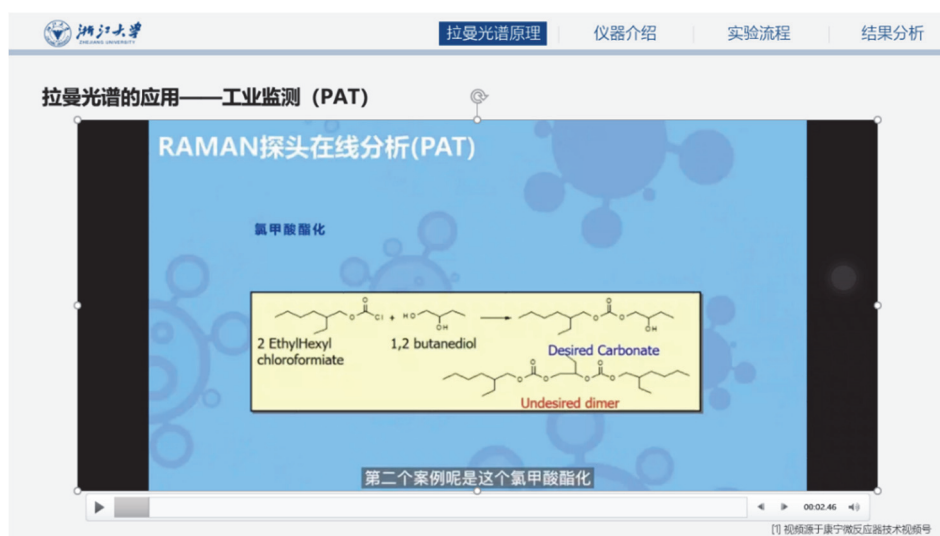 浙江大学
ZHEJIANG UNIVERSITY
拉曼光谱原理
仪器介绍
实验流程
结果分析
拉曼光谱的应用——工业监测（PAT）
RAMAN探头在线分析(PAT)
氯甲酸酯化
O
O
Cl
+
HO
OH
O
O
O
OH
2 EthylHexyl
chloroformiate
1,2 butanediol
Desired Carbonate
O
O
O
O
O
O
Undesired dimer
第二个案例呢是这个氯甲酸酯化
00:02.46
[1] 视频源于康宁微反应器技术视频号